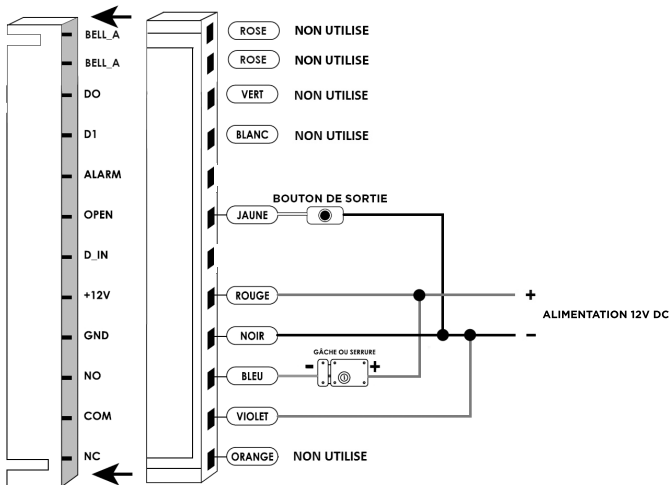 BELL_A ROSE NON UTILISE
BELL_A ROSE NON UTILISE
DO VERT NON UTILISE
D1 BLANC NON UTILISE
ALARM
BOUTON DE SORTIE
OPEN JAUNE
D_IN
+12V ROUGE +
ALIMENTATION 12V DC
GND NOIR -
GÂCHE OU SERRURE
NO BLEU - +
COM VIOLET
NC ORANGE NON UTILISE